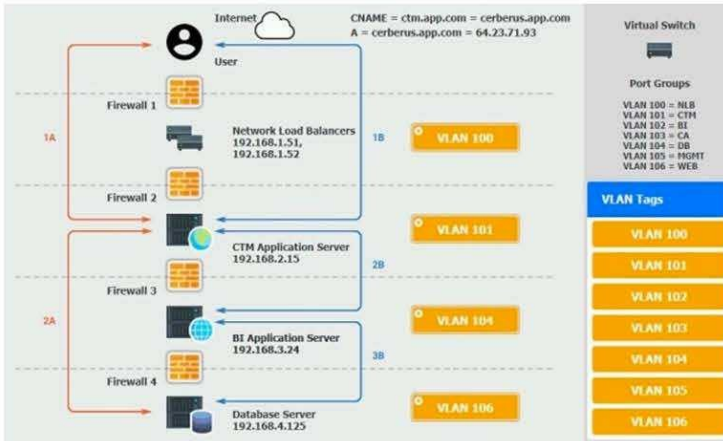 Internet
CNAME = ctm.app.com = cerberus.app.com
A = cerberus.app.com = 64.23.71.93
User
Firewall 1
1A
Network Load Balancers
192.168.1.51,
192.168.1.52
1B
VLAN 100
Firewall 2
CTM Application Server
192.168.2.15
VLAN 101
2B
Firewall 3
2A
BI Application Server
192.168.3.24
VLAN 104
3B
Firewall 4
Database Server
192.168.4.125
VLAN 106
Virtual Switch
Port Groups
VLAN 100 = NLB
VLAN 101 = CTM
VLAN 102 = BI
VLAN 103 = CA
VLAN 104 = DB
VLAN 105 = MGMT
VLAN 106 = WEB
VLAN Tags
VLAN 100
VLAN 101
VLAN 102
VLAN 103
VLAN 104
VLAN 105
VLAN 106